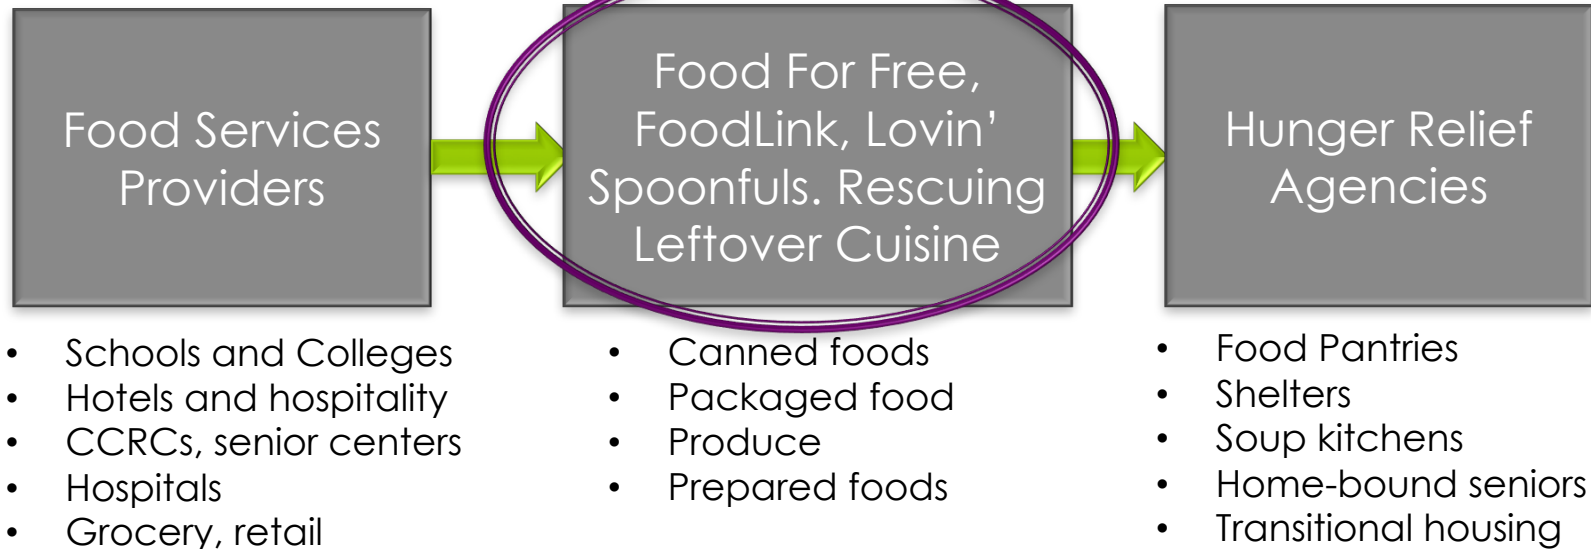 Food Services
Providers
Food For Free,
FoodLink, Lovin’
Spoonfuls. Rescuing
Leftover Cuisine
Hunger Relief
Agencies
• Schools and Colleges
• Hotels and hospitality
• CCRCs, senior centers
• Hospitals
• Grocery, retail
• Canned foods
• Packaged food
• Produce
• Prepared foods
• Food Pantries
• Shelters
• Soup kitchens
• Home-bound seniors
• Transitional housing